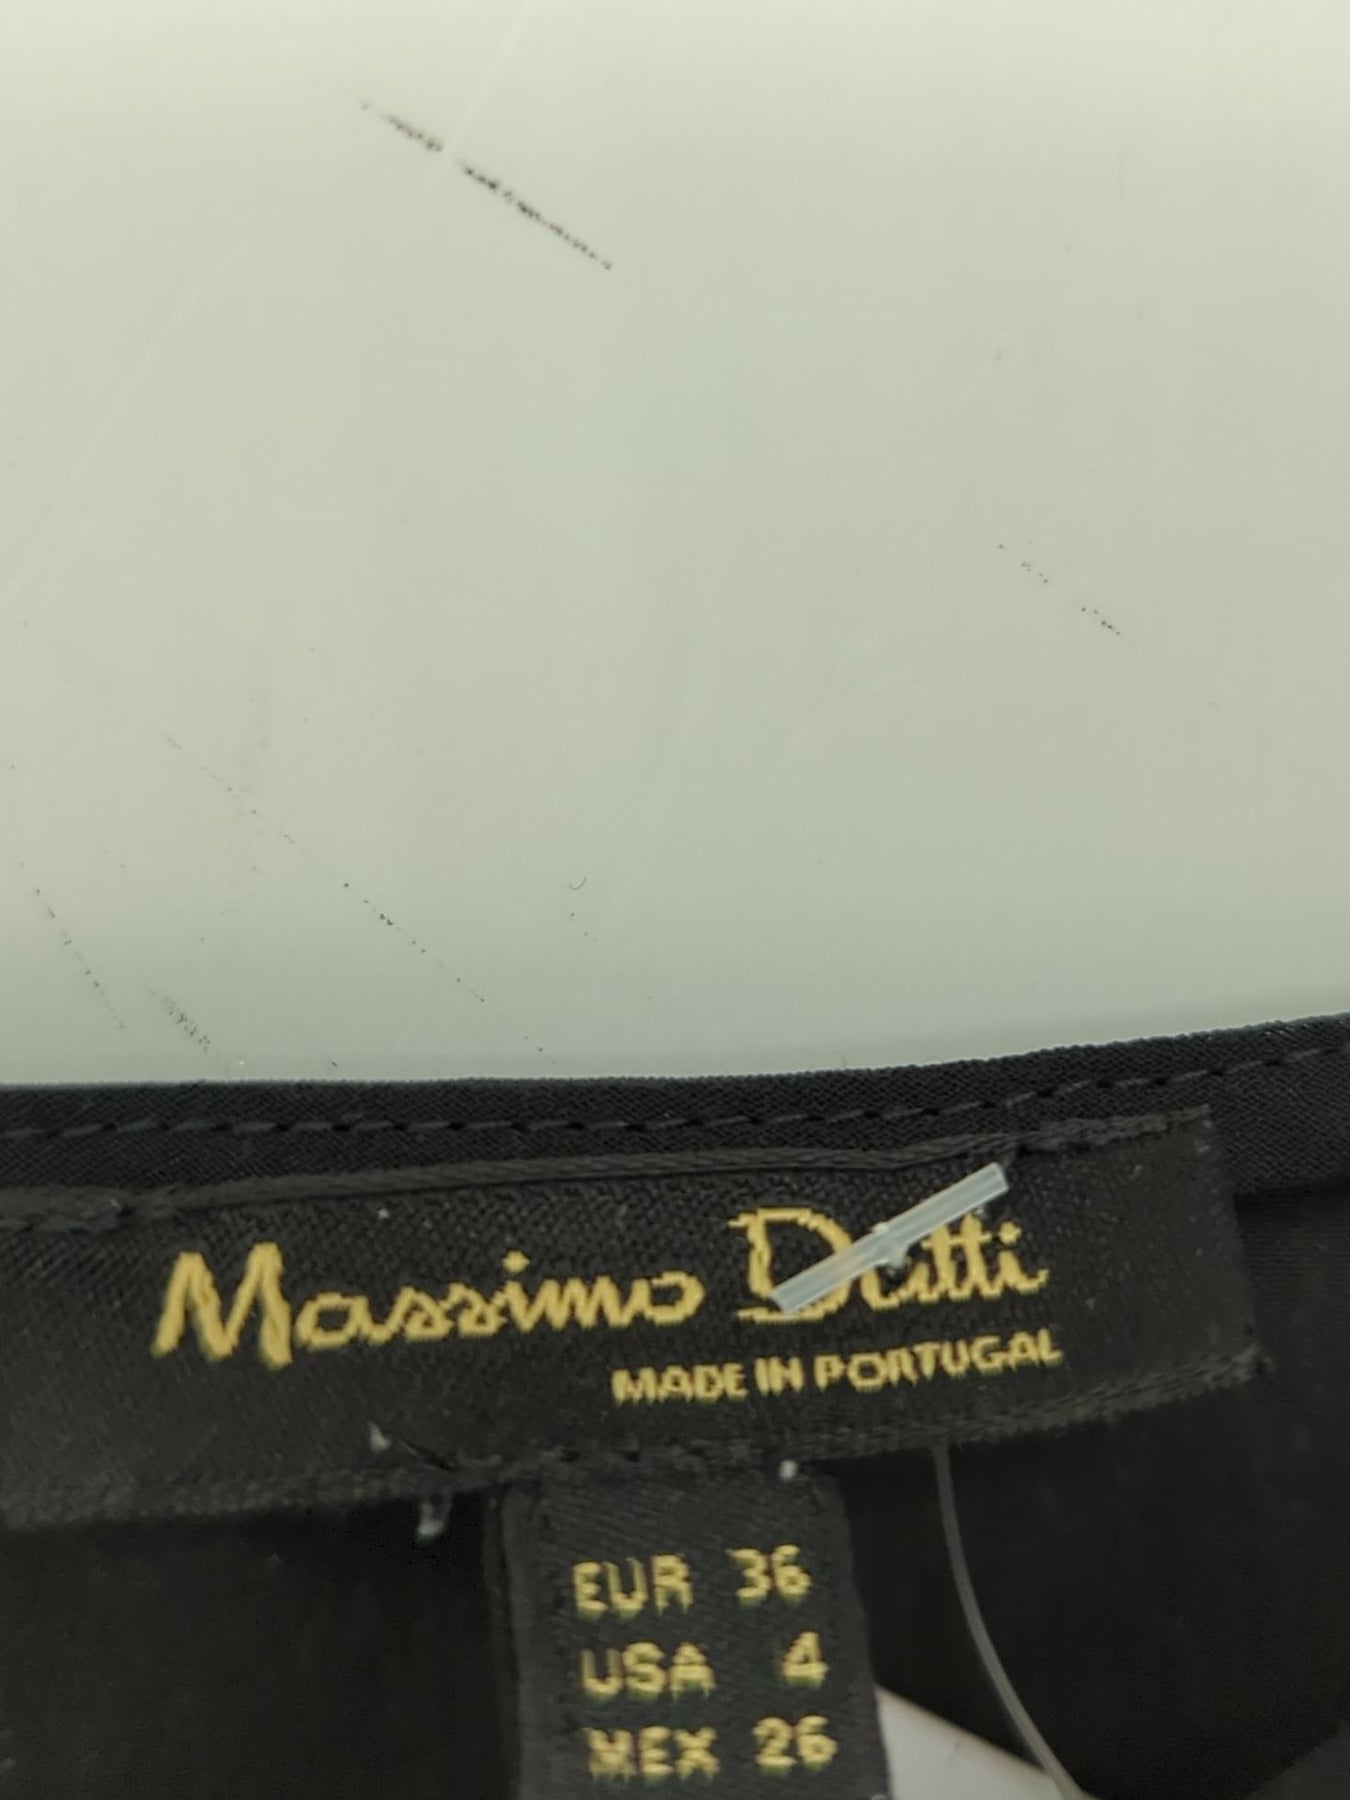 Massimo Dutti
MADE IN PORTUGAL
EUR 36
USA 4
MEX 26